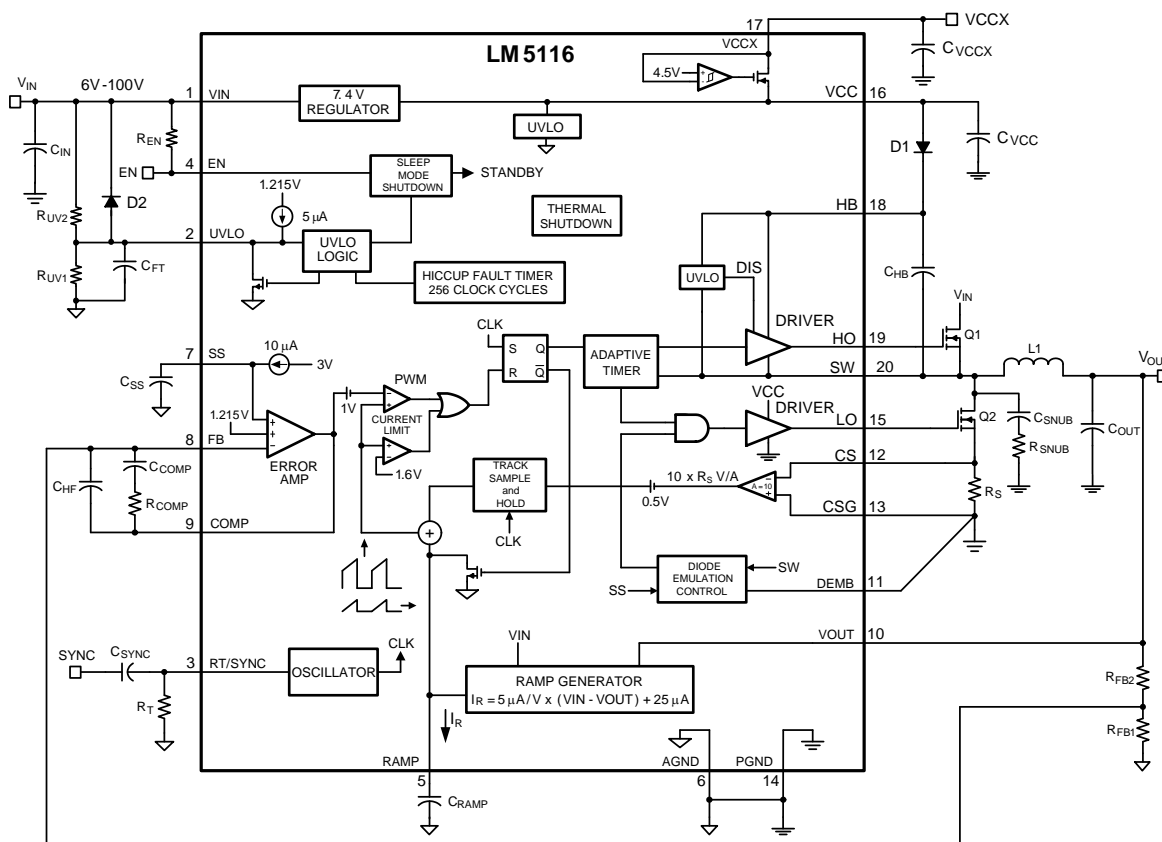 17
VCCX
VCCX
LM5116
CVCCX
4.5V
+
-
VIN
6V-100V
1
VIN
7.4V
REGULATOR
VCC
16
UVLO
REN
CIN
D1
CVCC
EN
4
EN
SLEEP
MODE
SHUTDOWN
STANDBY
1.215V
D2
5 µA
THERMAL
SHUTDOWN
HB
18
RUV2
2
UVLO
UVLO
LOGIC
CFT
RUV1
UVLO
DIS
CHB
HICCUP FAULT TIMER
256 CLOCK CYCLES
VIN
CLK
DRIVER
Q1
S
Q
R
Q
ADAPTIVE
TIMER
HO
19
7
SS
10 µA
3V
L1
VOU
SW
20
CSS
1V
PWM
-
+
CURRENT
LIMIT
+
-
1.6V
VCC
DRIVER
LO
15
Q2
CSNUB
RSNUB
COUT
1.215V
8
FB
+
+
-
ERROR
AMP
CCOMP
CHF
RCOMP
9
COMP
TRACK
SAMPLE
and
HOLD
CLK
10 x RS V/A
0.5V
A=10
-
+
CS
12
RS
CSG
13
+
DIODE
EMULATION
CONTROL
SW
SS
DEMB
11
VOUT
10
SYNC
CSYNC
3
RT/SYNC
OSCILLATOR
CLK
VIN
RT
RAMP GENERATOR
IR = 5 µA/V x (VIN - VOUT) + 25 µA
IR
RFB2
RFB1
RAMP
5
AGND
6
PGND
14
CRAMP